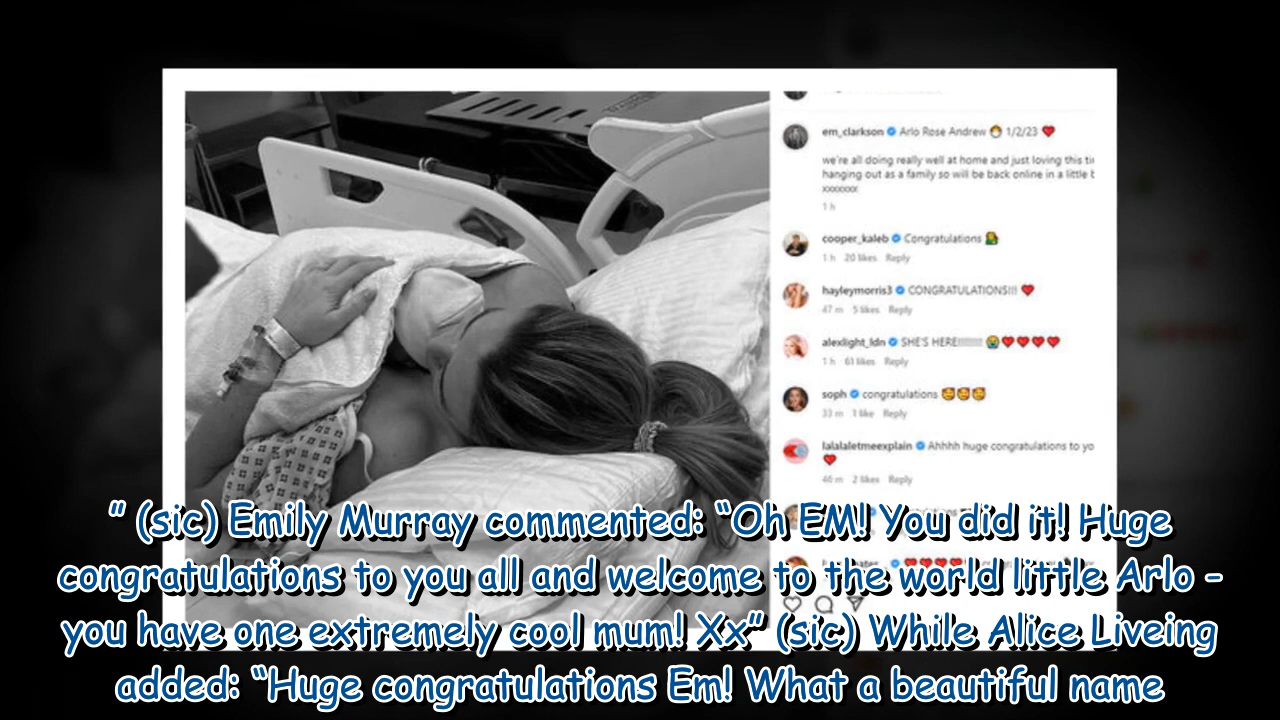 em_clarkson Arlo Rose Andrew 1/2/23
we're all doing really well at home and just loving this
hanging out as a family so will be back online in a little
xxxxxxx
1 h
cooper_kaleb Congratulations
1 h 20 likes Reply
hayleymorris3 CONGRATULATIONS!!!
47 m 5 likes Reply
alexlight_ldn SHE'S HERE!!!!!!!!!
1 h 61 likes Reply
soph congratulations
33 m 1 like Reply
lalalaletmeexplain Ahhhh huge congratulations to
46 m 2 likes Reply
” (sic) Emily Murray commented: “Oh EM! You did it! Huge
congratulations to you all and welcome to the world little Arlo -
you have one extremely cool mum! Xx” (sic) While Alice Liveing
added: “Huge congratulations Em! What a beautiful name